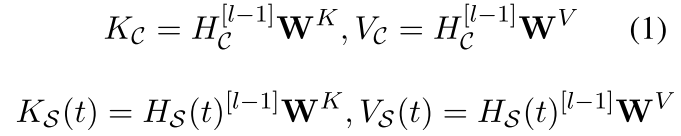 K_𝒞 = H_𝒞^{[l−1]} 𝐖^K, V_𝒞 = H_𝒞^{[l−1]} 𝐖^V (1)
K_𝒮(t) = H_𝒮(t)^{[l−1]} 𝐖^K, V_𝒮(t) = H_𝒮(t)^{[l−1]} 𝐖^V